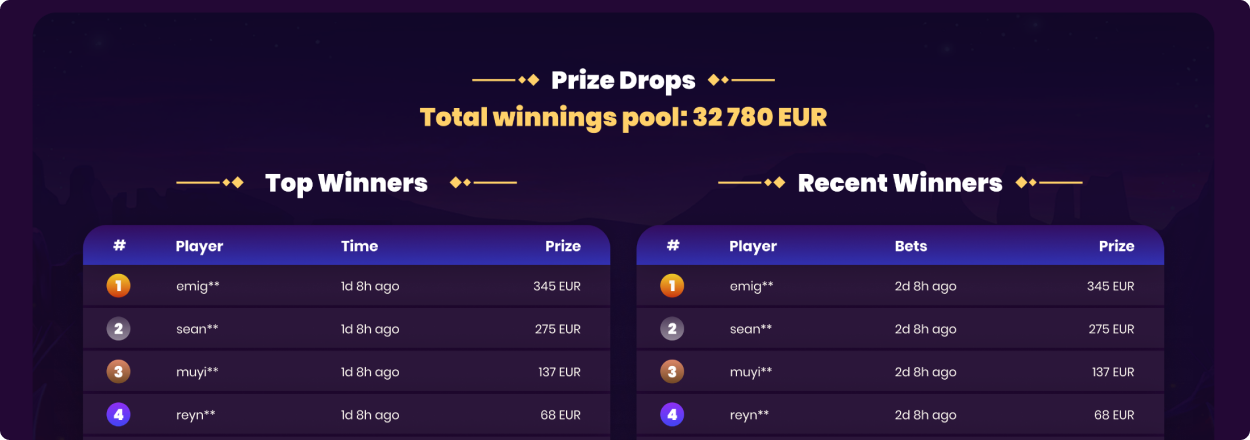 Prize Drops
Total winnings pool: 32 780 EUR
Top Winners
# Player Time Prize
1 emig** 1d 8h ago 345 EUR
2 sean** 1d 8h ago 275 EUR
3 muyi** 1d 8h ago 137 EUR
4 reyn** 1d 8h ago 68 EUR
Recent Winners
# Player Bets Prize
1 emig** 2d 8h ago 345 EUR
2 sean** 2d 8h ago 275 EUR
3 muyi** 2d 8h ago 137 EUR
4 reyn** 2d 8h ago 68 EUR